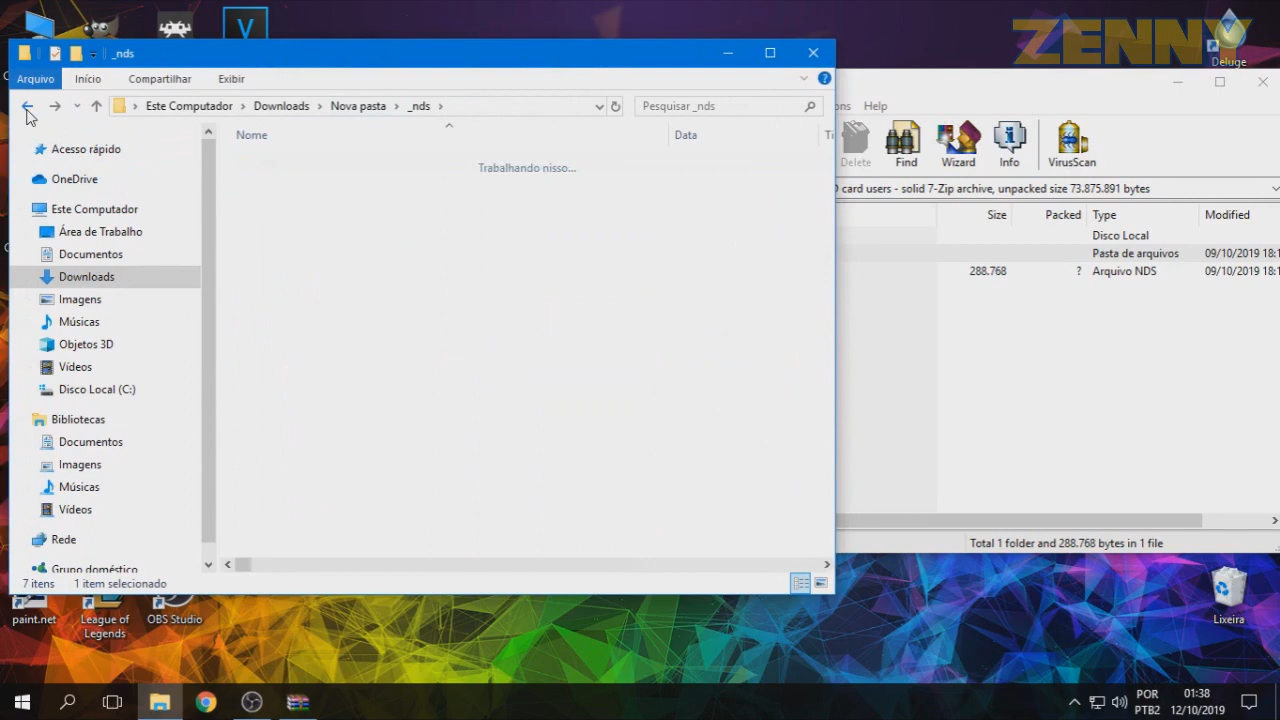 ZENNY
Deluge
_nds
Arquivo Início Compartilhar Exibir
Este Computador Downloads Nova pasta _nds
Pesquisar _nds
Help
Nome Data
Trabalhando nisso...
Acesso rápido
OneDrive
Este Computador
Área de Trabalho
Documentos
Downloads
Imagens
Músicas
Objetos 3D
Vídeos
Disco Local (C:)
Bibliotecas
Documentos
Imagens
Músicas
Vídeos
Rede
Grupo doméstico
7 itens 1 item selecionado
Delete Find Wizard Info VirusScan
card users - solid 7-Zip archive, unpacked size 73.875.891 bytes
Size Packed Type Modified
Disco Local
Pasta de arquivos 09/10/2019 18:1
288.768 ? Arquivo NDS 09/10/2019 18:1
Total 1 folder and 288.768 bytes in 1 file
paint.net
League of
Legends
OBS Studio
Lixeira
POR
PTB2
01:38
12/10/2019